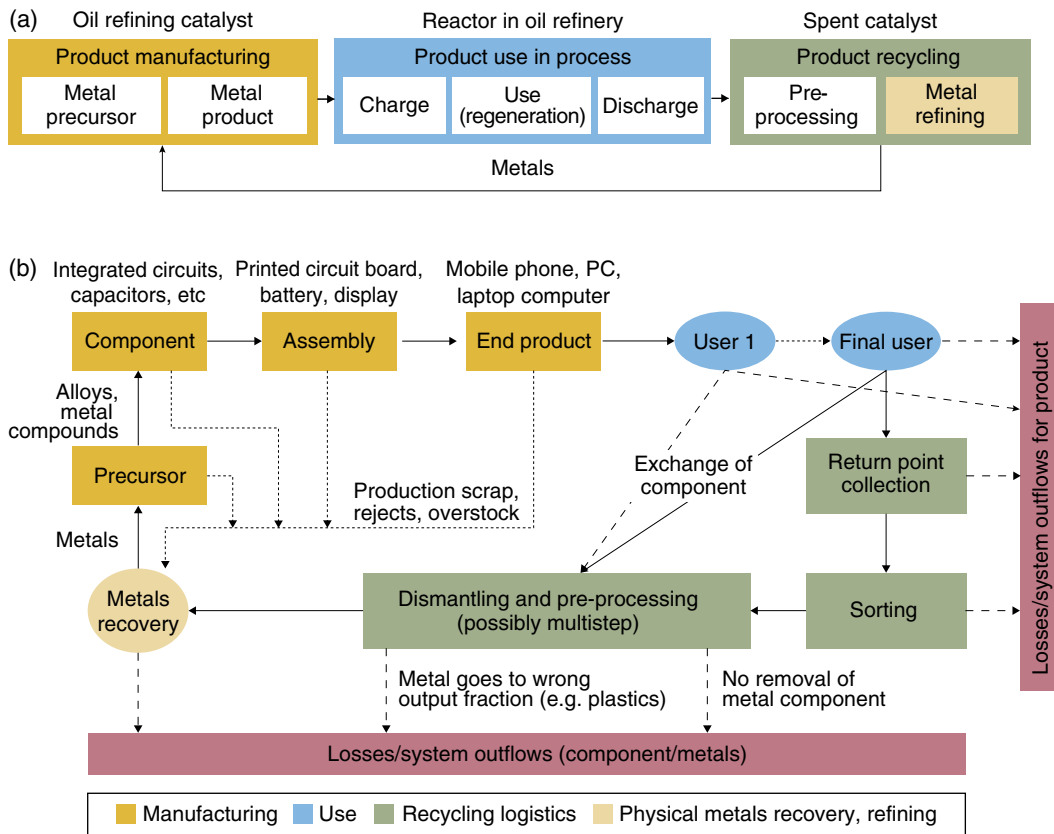 (a)
Oil refining catalyst
Reactor in oil refinery
Spent catalyst
Product manufacturing
Metal
precursor
Metal
product
Product use in process
Charge
Use
(regeneration)
Discharge
Product recycling
Pre-
processing
Metal
refining
Metals
(b)
Integrated circuits,
capacitors, etc
Printed circuit board,
battery, display
Mobile phone, PC,
laptop computer
Component
Assembly
End product
User 1
Final user
Alloys,
metal
compounds
Precursor
Production scrap,
rejects, overstock
Exchange of
component
Return point
collection
Metals
Metals
recovery
Dismantling and pre-processing
(possibly multistep)
Sorting
Losses/system outflows for product
Metal goes to wrong
output fraction (e.g. plastics)
No removal of
metal component
Losses/system outflows (component/metals)
Manufacturing
Use
Recycling logistics
Physical metals recovery, refining